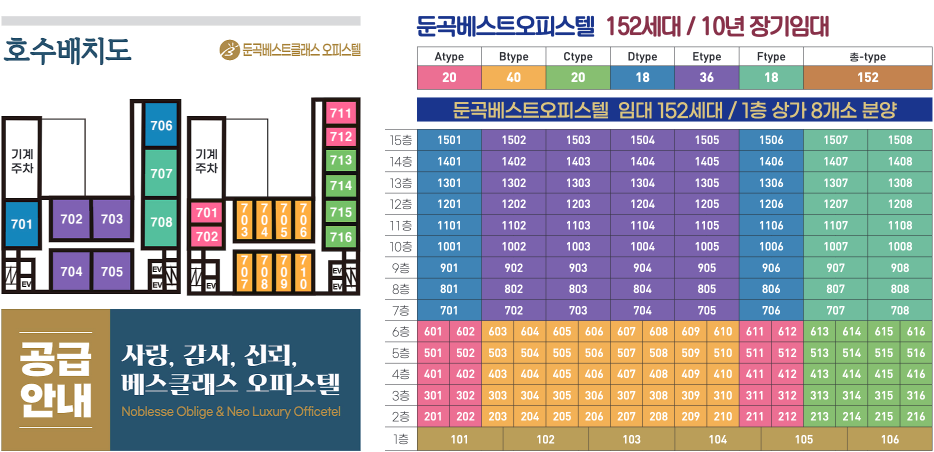 호수배치도
둔곡베스트클래스 오피스텔
706
707
708
기계
주차
701
702 703
704 705
EV
EV
EV
711
712
713
714
715
716
기계
주차
701
702
703 704 705 706
707 708 709 710
EV
EV
EV
공급
안내
사랑, 감사, 신뢰,
베스클래스 오피스텔
Noblesse Oblige & Neo Luxury Officetel
둔곡베스트오피스텔 152세대 / 10년 장기임대
Atype Btype Ctype Dtype Etype Ftype 총-type
20 40 20 18 36 18 152
둔곡베스트오피스텔 임대 152세대 / 1층 상가 8개소 분양
15층 1501 1502 1503 1504 1505 1506 1507 1508
14층 1401 1402 1403 1404 1405 1406 1407 1408
13층 1301 1302 1303 1304 1305 1306 1307 1308
12층 1201 1202 1203 1204 1205 1206 1207 1208
11층 1101 1102 1103 1104 1105 1106 1107 1108
10층 1001 1002 1003 1004 1005 1006 1007 1008
9층 901 902 903 904 905 906 907 908
8층 801 802 803 804 805 806 807 808
7층 701 702 703 704 705 706 707 708
6층 601 602 603 604 605 606 607 608 609 610 611 612 613 614 615 616
5층 501 502 503 504 505 506 507 508 509 510 511 512 513 514 515 516
4층 401 402 403 404 405 406 407 408 409 410 411 412 413 414 415 416
3층 301 302 303 304 305 306 307 308 309 310 311 312 313 314 315 316
2층 201 202 203 204 205 206 207 208 209 210 211 212 213 214 215 216
1층 101 102 103 104 105 106